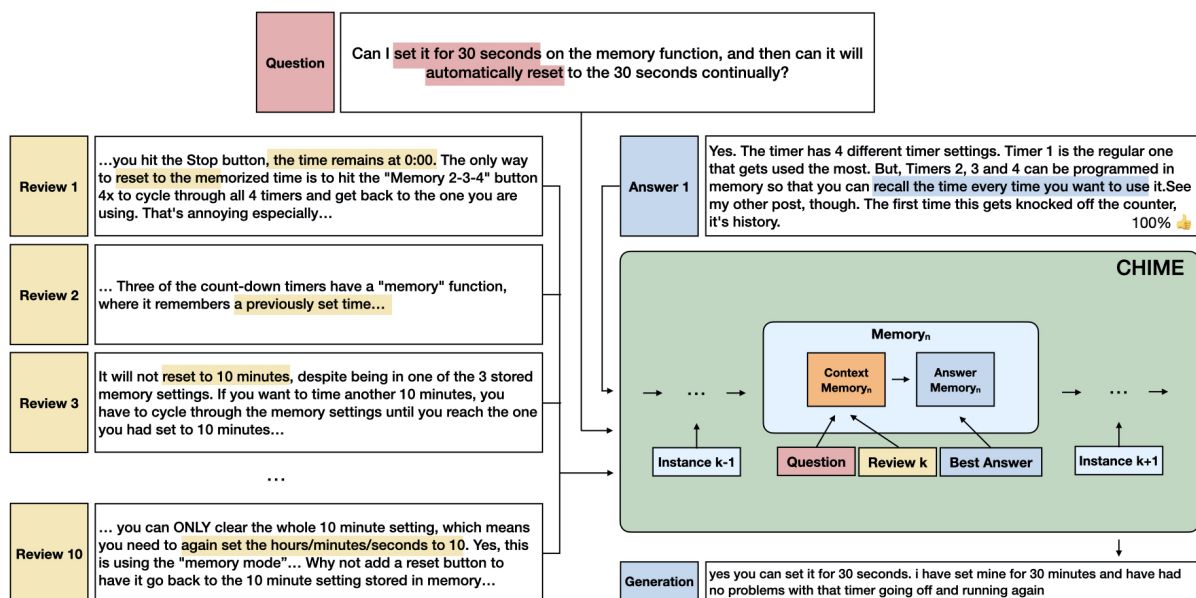 Question
Can I set it for 30 seconds on the memory function, and then can it will
automatically reset to the 30 seconds continually?
Review 1
…you hit the Stop button, the time remains at 0:00. The only way
to reset to the memorized time is to hit the "Memory 2-3-4" button
4x to cycle through all 4 timers and get back to the one you are
using. That's annoying especially…
Review 2
… Three of the count-down timers have a "memory" function,
where it remembers a previously set time…
Review 3
It will not reset to 10 minutes, despite being in one of the 3 stored
memory settings. If you want to time another 10 minutes, you
have to cycle through the memory settings until you reach the one
you had set to 10 minutes…
...
Review 10
… you can ONLY clear the whole 10 minute setting, which means
you need to again set the hours/minutes/seconds to 10. Yes, this
is using the "memory mode”… Why not add a reset button to
have it go back to the 10 minute setting stored in memory…
Answer 1
Yes. The timer has 4 different timer settings. Timer 1 is the regular one
that gets used the most. But, Timers 2, 3 and 4 can be programmed in
memory so that you can recall the time every time you want to use it.See
my other post, though. The first time this gets knocked off the counter,
it's history.
100% 👍
CHIME
Memoryₙ
Context
Memoryₙ
Answer
Memoryₙ
...
...
Instance k-1
Question
Review k
Best Answer
Instance k+1
Generation
yes you can set it for 30 seconds. i have set mine for 30 minutes and have had
no problems with that timer going off and running again